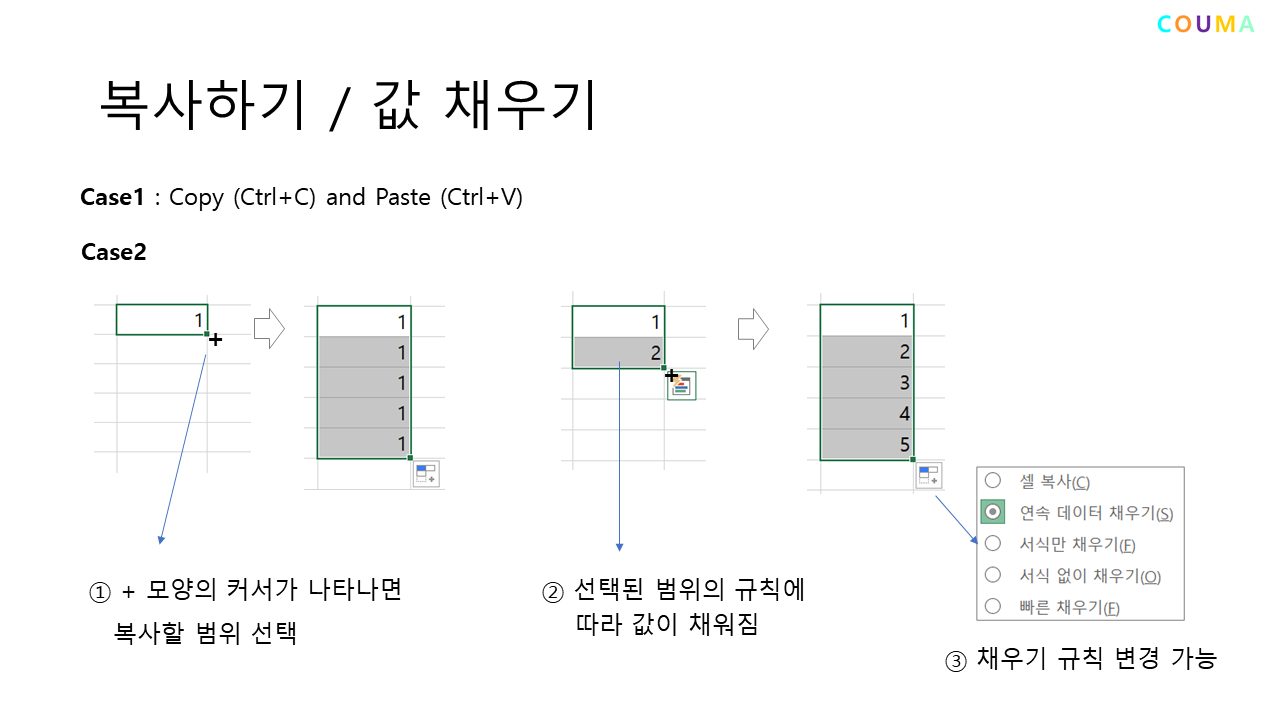 COUMA
복사하기 / 값 채우기
Case1 : Copy (Ctrl+C) and Paste (Ctrl+V)
Case2
1
1
1
1
1
1
1
2
1
2
3
4
5
셀 복사(C)
연속 데이터 채우기(S)
서식만 채우기(F)
서식 없이 채우기(O)
빠른 채우기(F)
① + 모양의 커서가 나타나면
복사할 범위 선택
② 선택된 범위의 규칙에
따라 값이 채워짐
③ 채우기 규칙 변경 가능